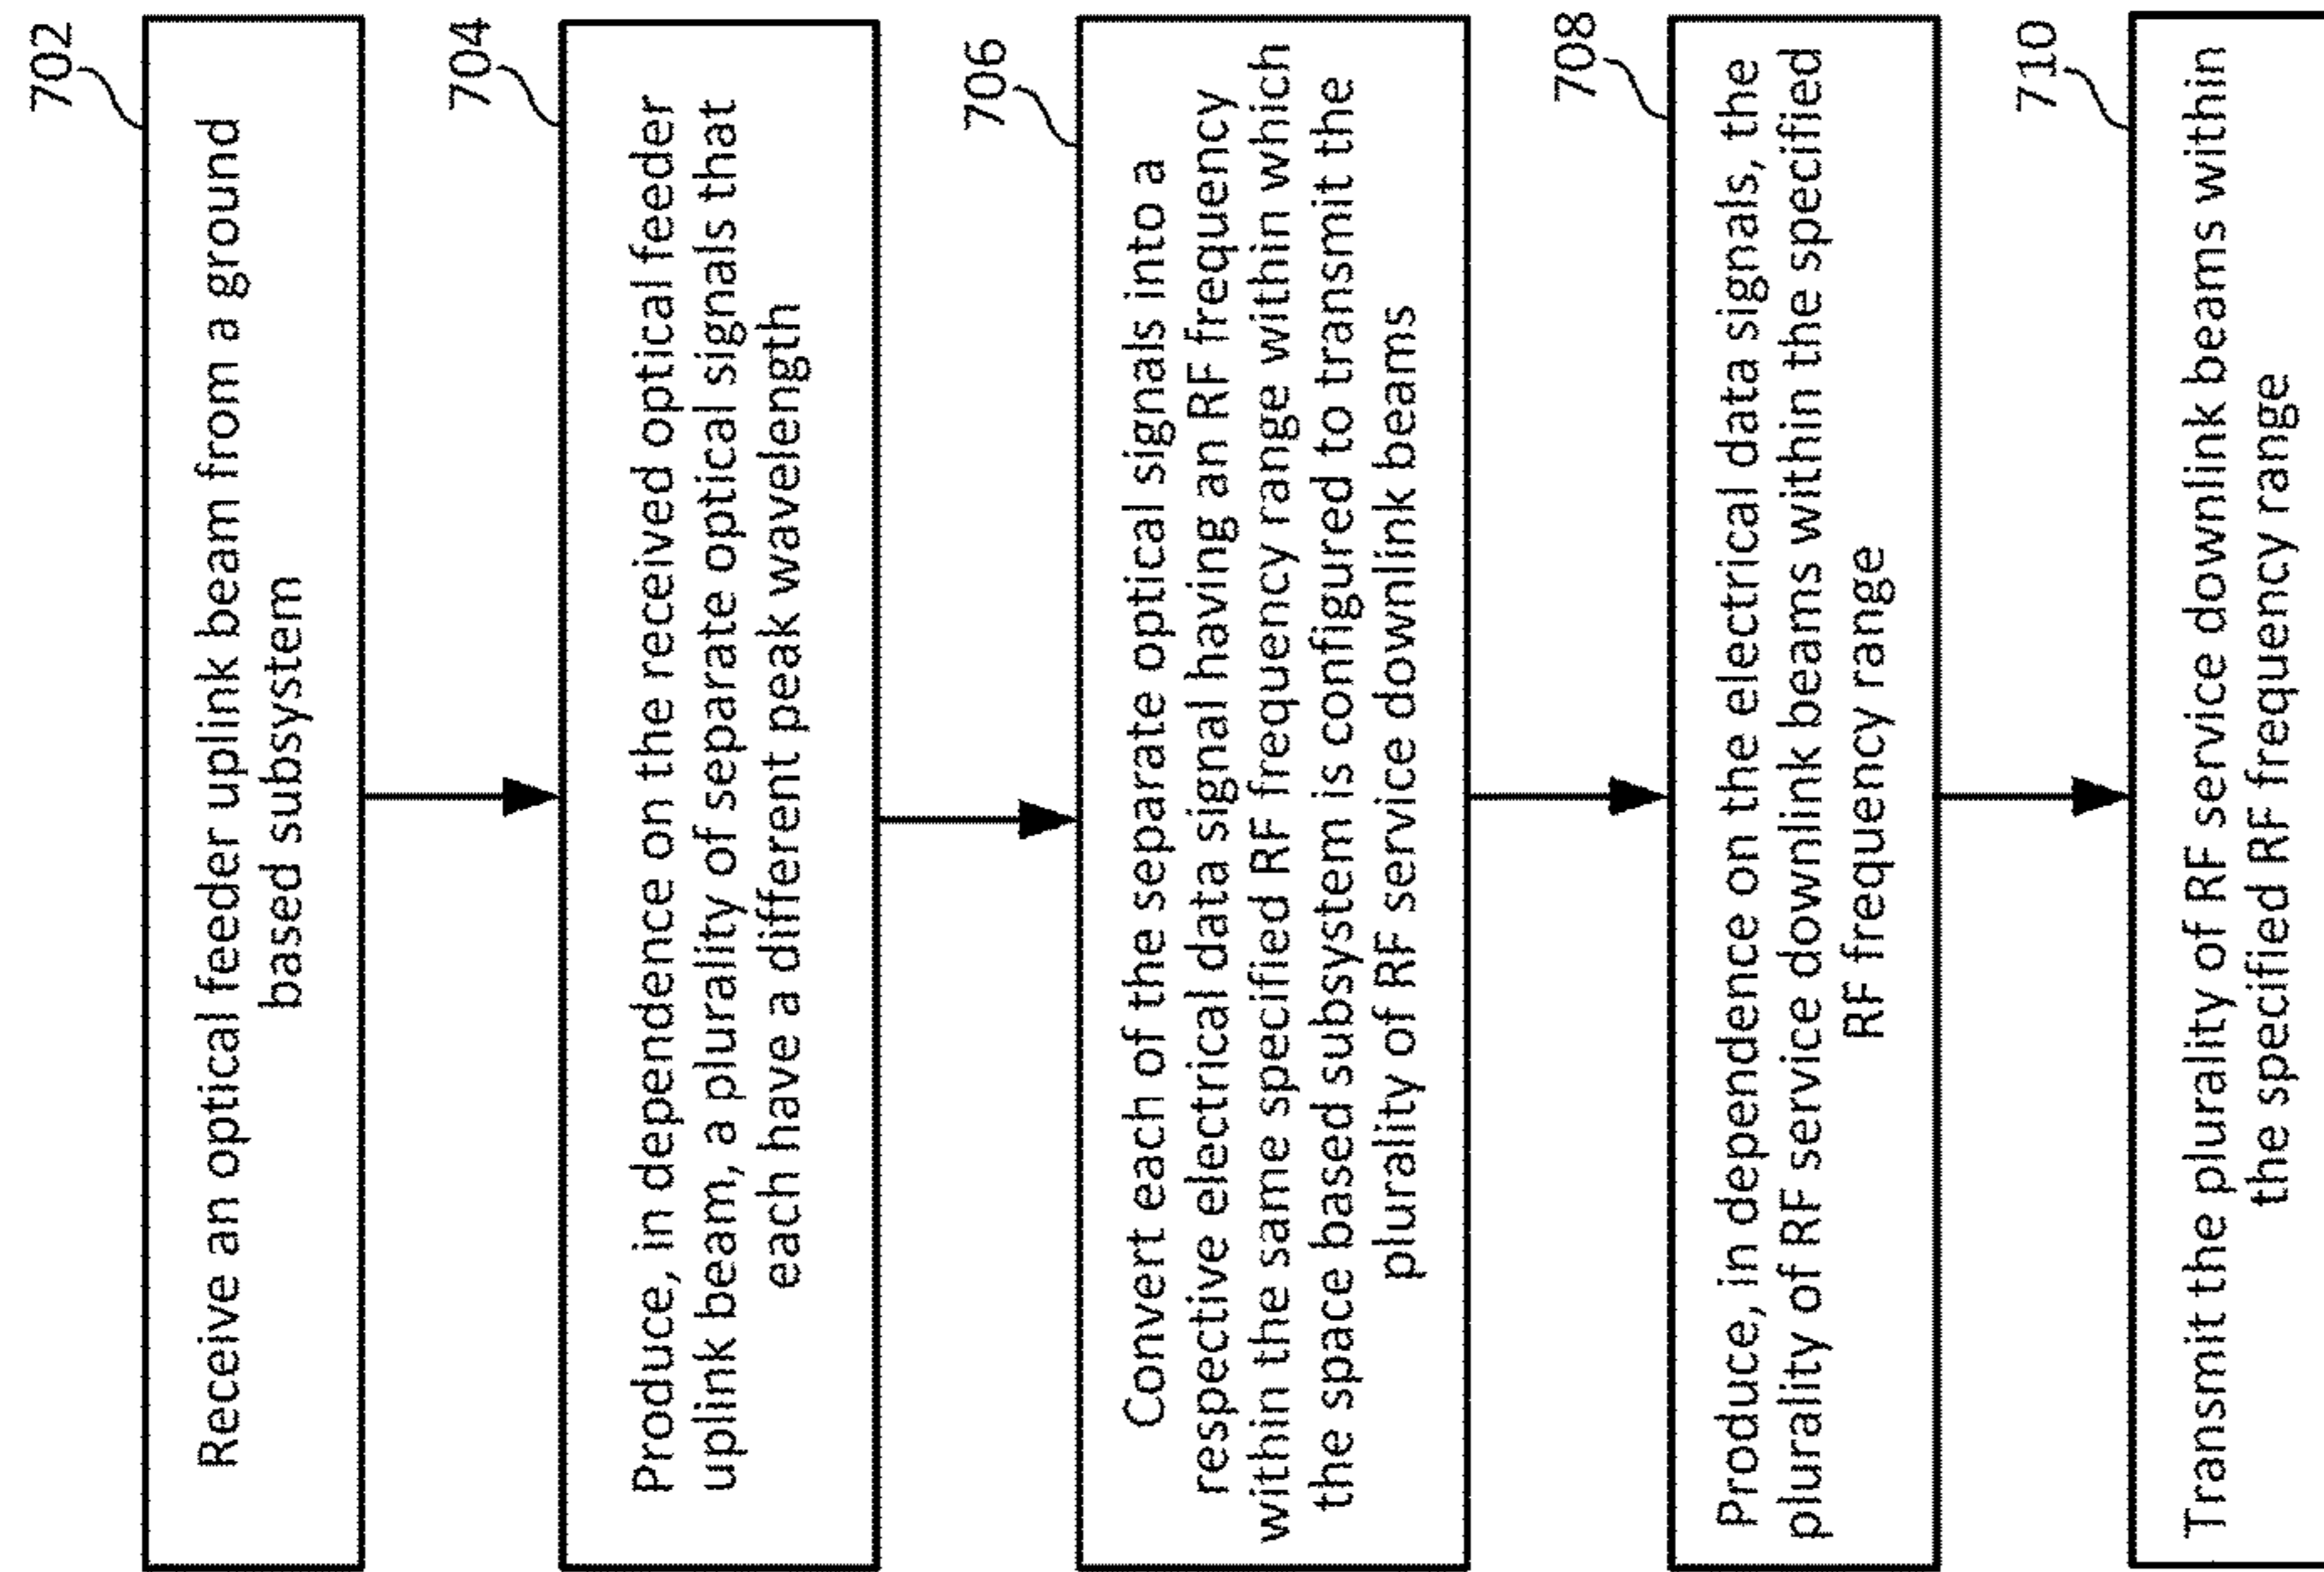 702
Receive an optical feeder uplink beam from a ground
based subsystem
704
Produce, in dependence on the received optical feeder
uplink beam, a plurality of separate optical signals that
each have a different peak wavelength
706
Convert each of the separate optical signals into a
respective electrical data signal having an RF frequency
within the same specified RF frequency range within which
the space based subsystem is configured to transmit the
plurality of RF service downlink beams
708
Produce, in dependence on the electrical data signals, the
plurality of RF service downlink beams within the specified
RF frequency range
710
Transmit the plurality of RF service downlink beams within
the specified RF frequency range